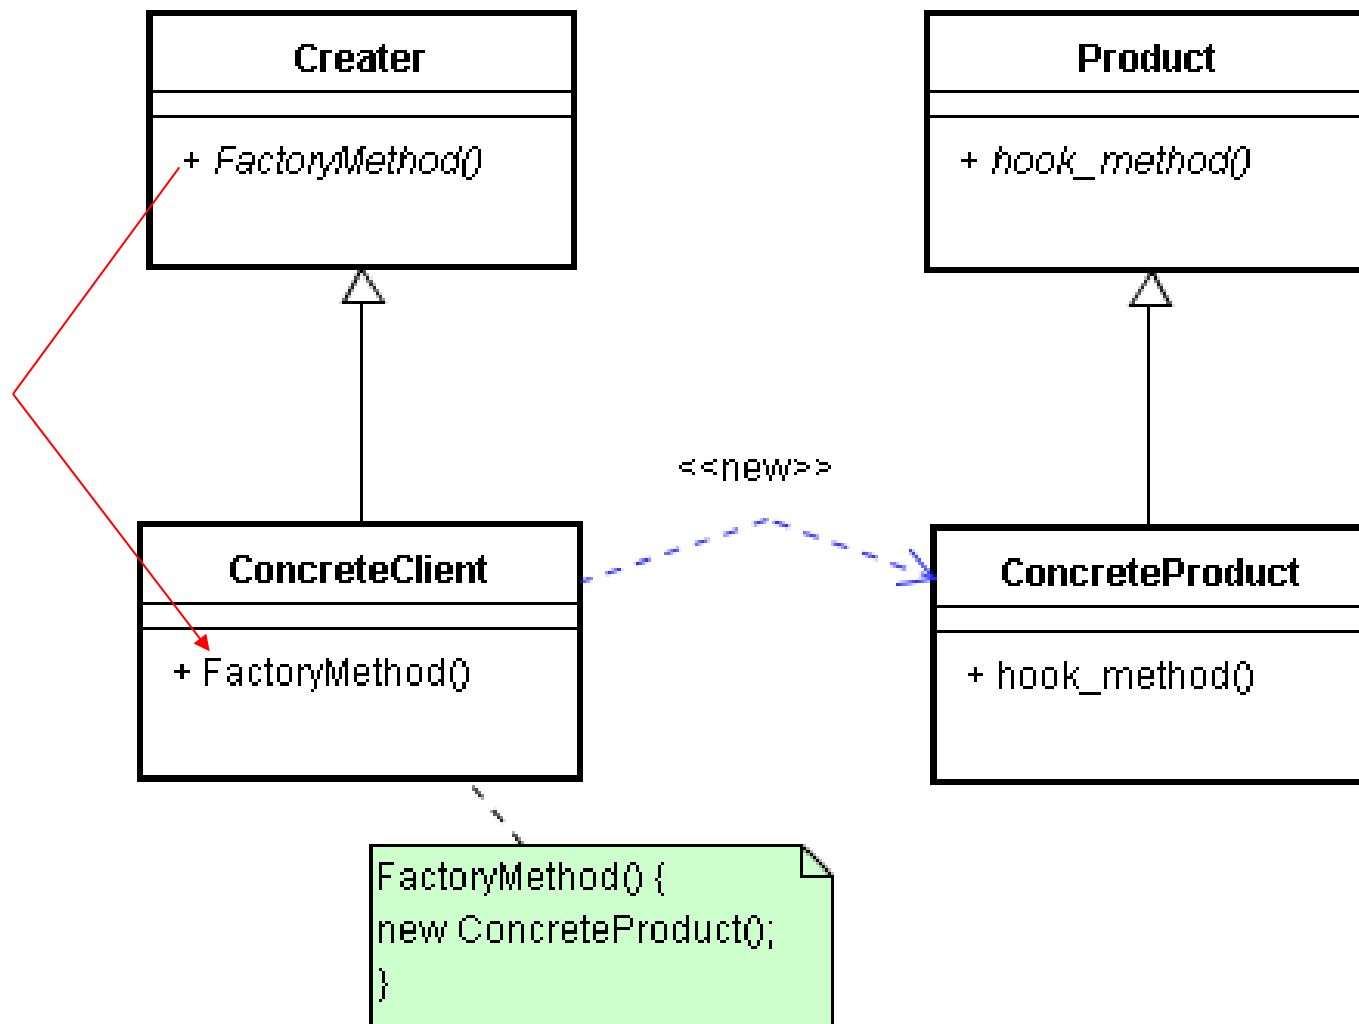 Creater
+ FactoryMethod()
Product
+ hook_method()
<<new>>
ConcreteClient
+ FactoryMethod()
ConcreteProduct
+ hook_method()
FactoryMethod() {
new ConcreteProduct();
}